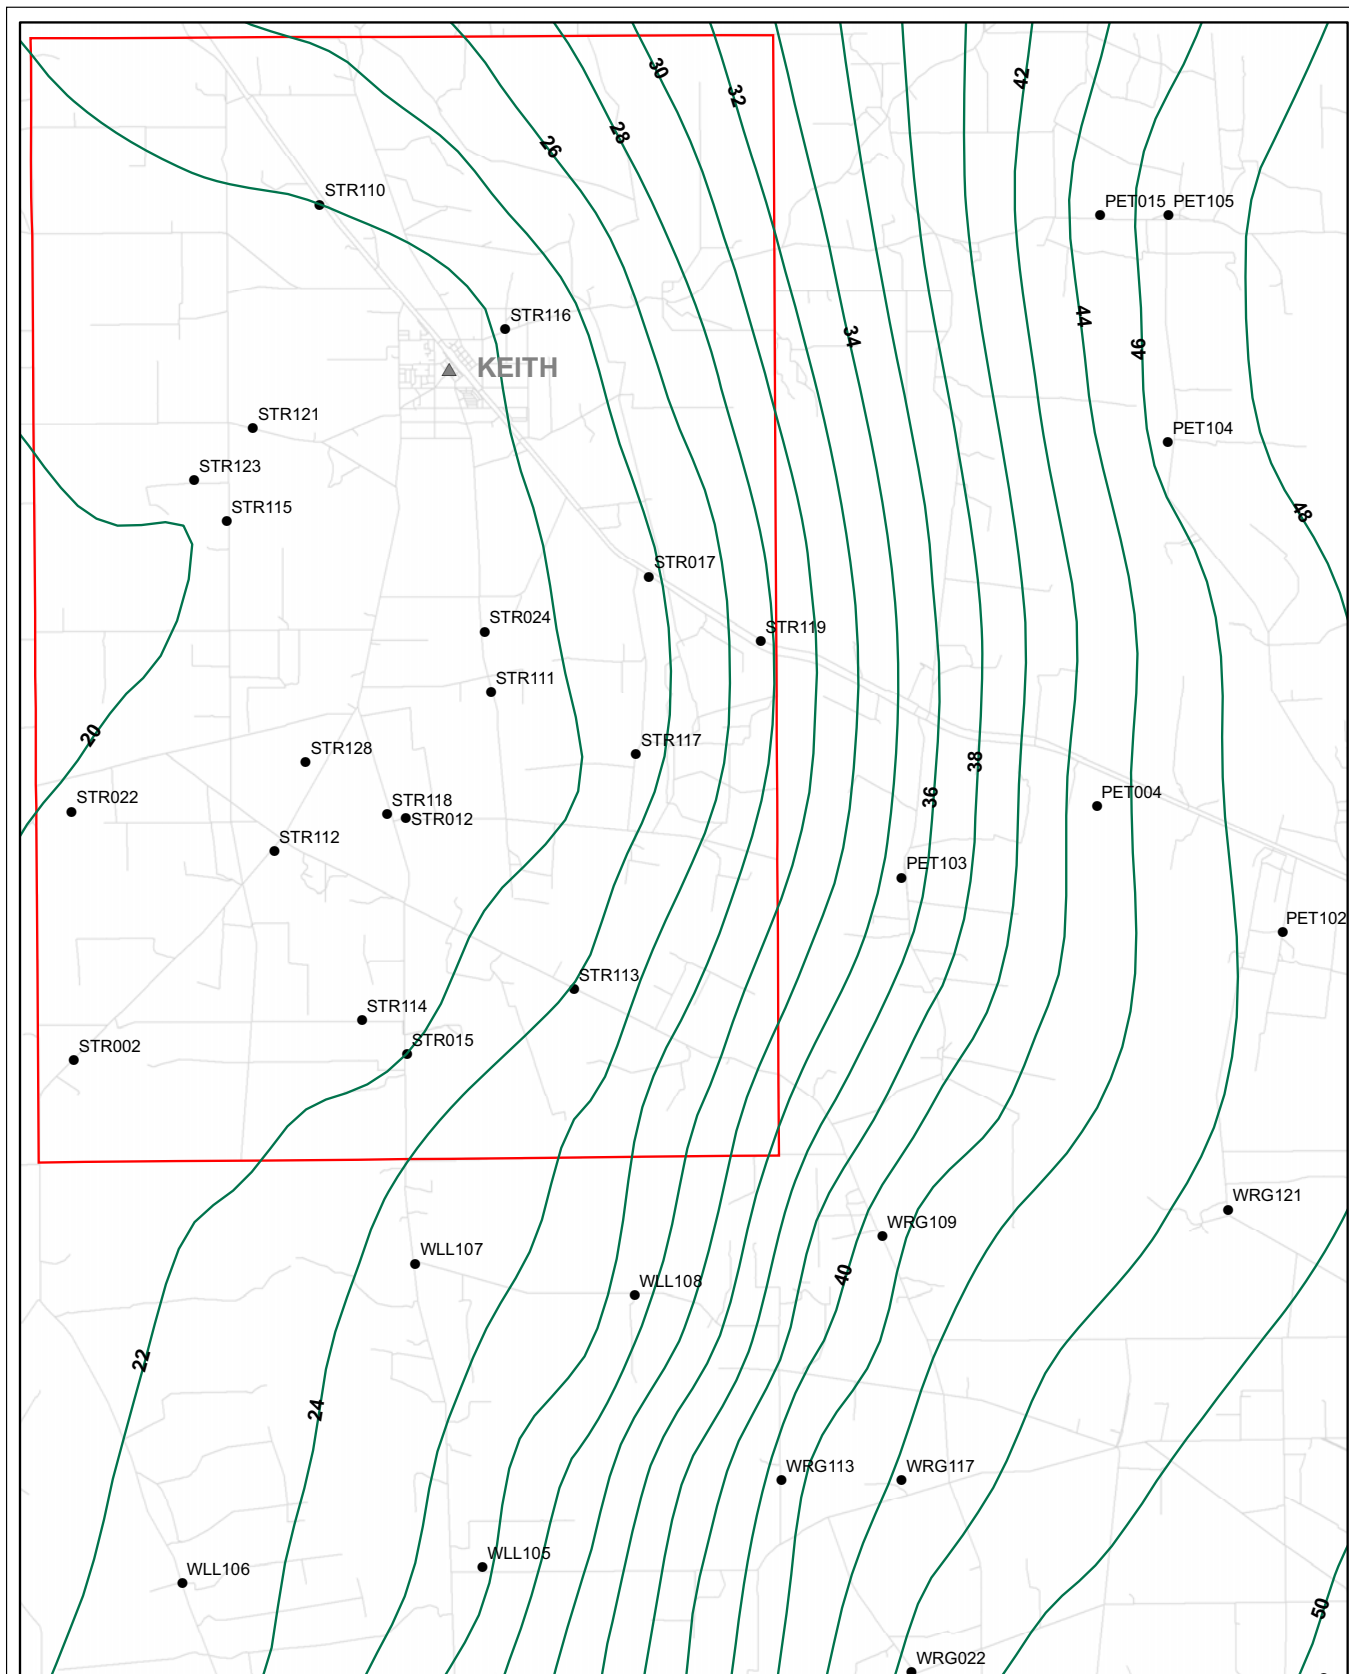 30
42
32
28
26
STR110
PET015
PET105
STR116
44
34
46
KEITH
STR121
PET104
STR123
STR115
48
STR017
STR024
STR119
STR111
20
STR117
STR128
38
36
STR022
STR118
PET004
STR012
STR112
PET103
PET102
STR113
STR114
STR015
STR002
WRG121
WRG109
WLL107
40
WLL108
22
24
WRG113
WRG117
WLL105
WLL106
50
WRG022